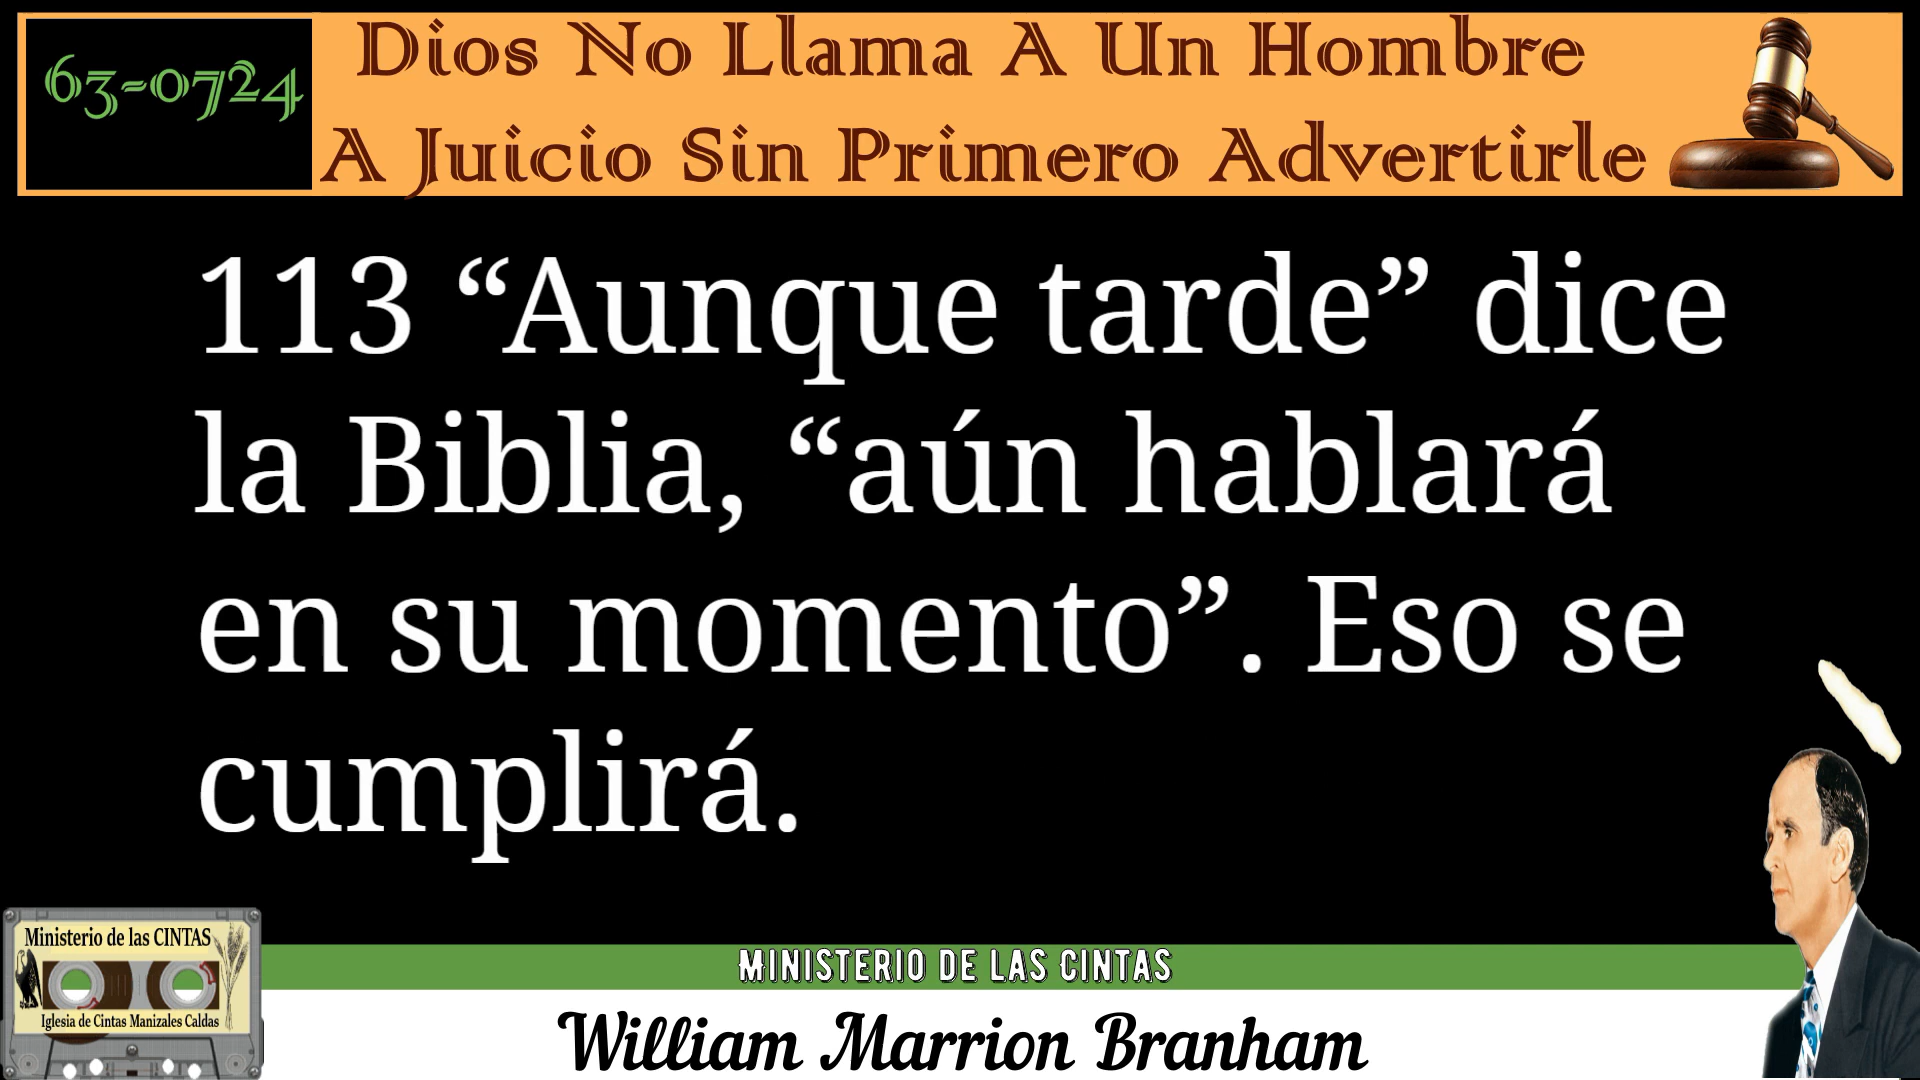 63-0724
Dios No Llama A Un Hombre
A Juicio Sin Primero Advertirle
113 “Aunque tarde” dice
la Biblia, “aún hablará
en su momento”. Eso se
cumplirá.
Ministerio de las CINTAS
Iglesia de Cintas Manizales Caldas
MINISTERIO DE LAS CINTAS
William Marrion Branham